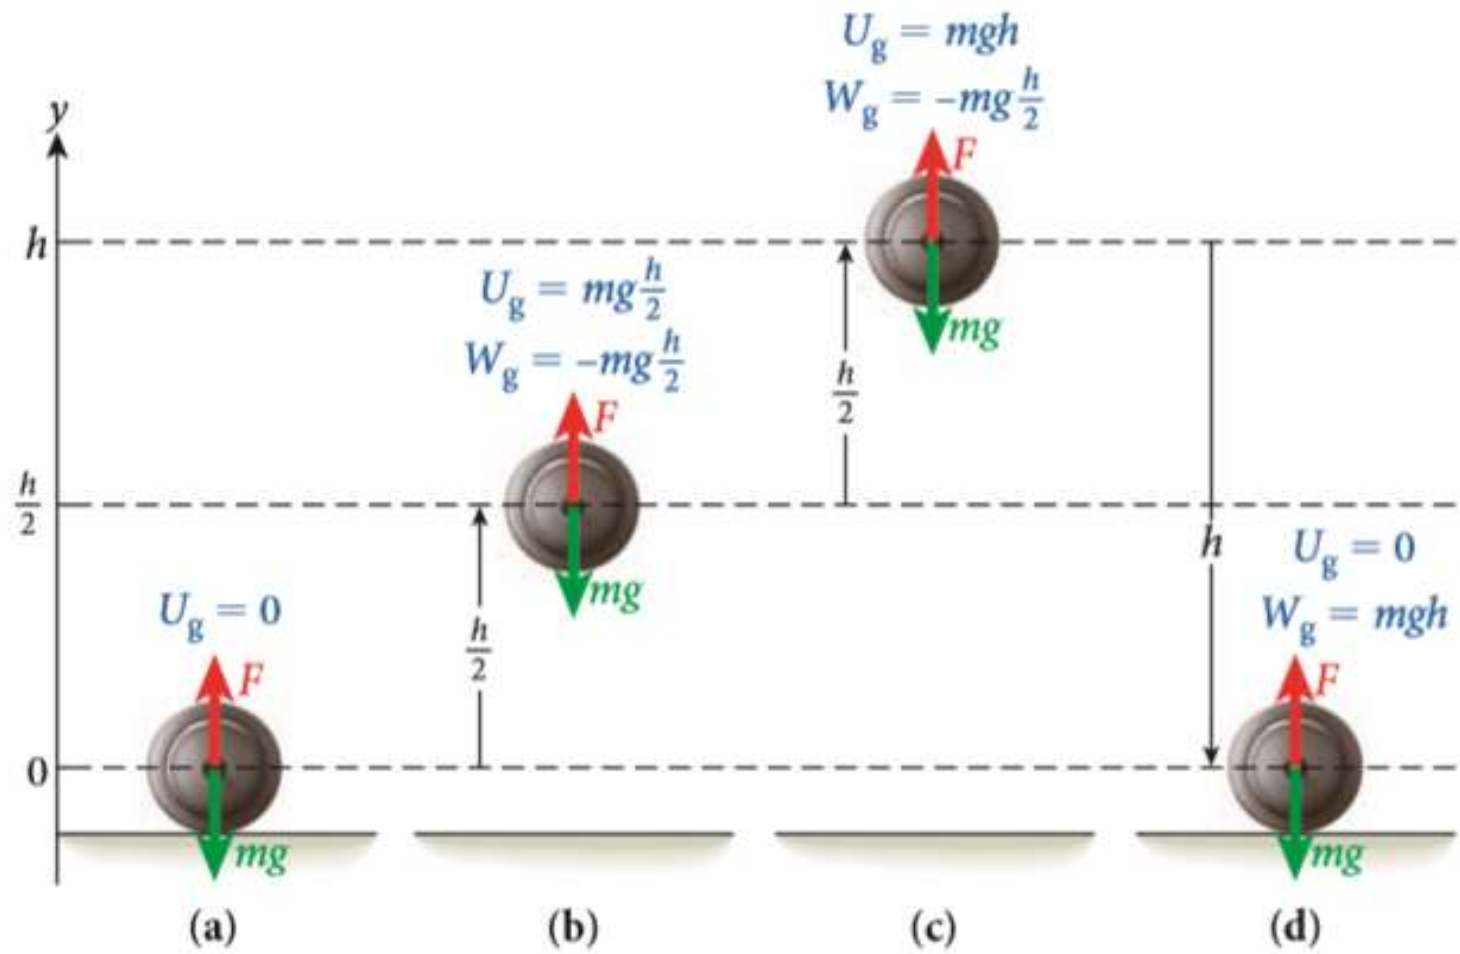 U_g = mgh
W_g = –mg h/2
y
F
h
U_g = mg h/2
mg
W_g = –mg h/2
h/2
F
h/2
h
U_g = 0
mg
U_g = 0
W_g = mgh
h/2
F
F
0
mg
mg
(a)
(b)
(c)
(d)